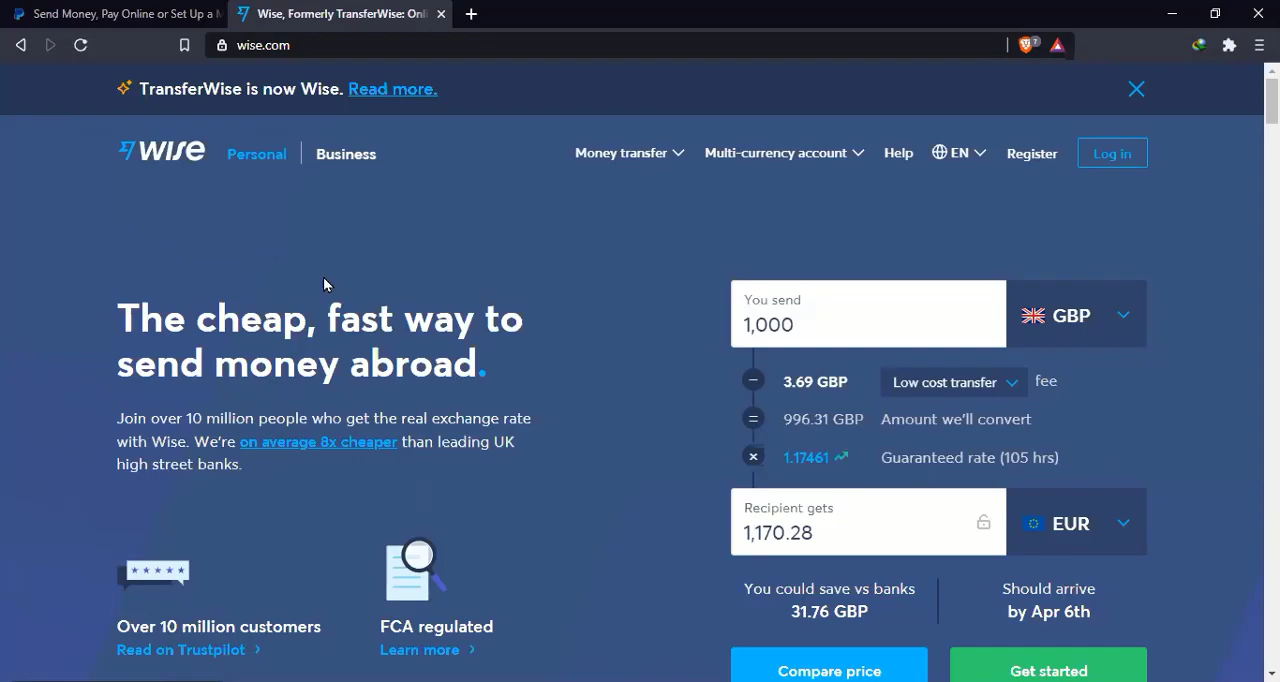 Send Money, Pay Online or Set Up a
Wise, Formerly TransferWise: Onl
wise.com
7
TransferWise is now Wise. Read more.
WISE
Personal
Business
Money transfer
Multi-currency account
Help
EN
Register
Log in
The cheap, fast way to
send money abroad.
Join over 10 million people who get the real exchange rate
with Wise. We're on average 8x cheaper than leading UK
high street banks.
Over 10 million customers
Read on Trustpilot
FCA regulated
Learn more
You send
1,000
GBP
3.69 GBP Low cost transfer fee
996.31 GBP Amount we'll convert
1.17461 Guaranteed rate (105 hrs)
Recipient gets
1,170.28
EUR
You could save vs banks
31.76 GBP
Should arrive
by Apr 6th
Compare price
Get started